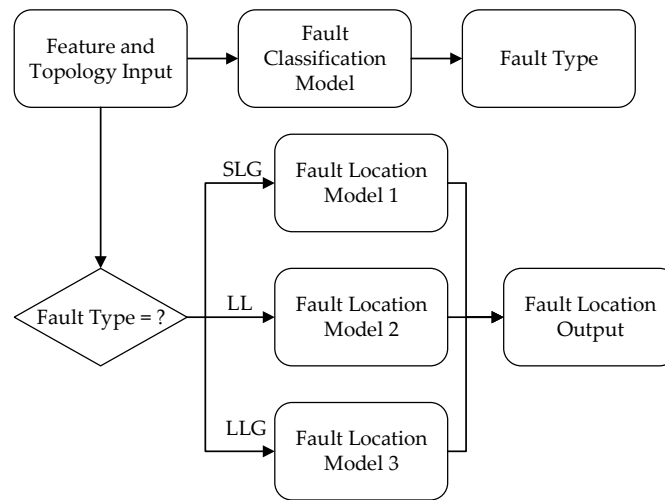 Feature and
Topology Input
Fault
Classification
Model
Fault Type
SLG
Fault Location
Model 1
Fault Type = ?
LL
Fault Location
Model 2
Fault Location
Output
LLG
Fault Location
Model 3